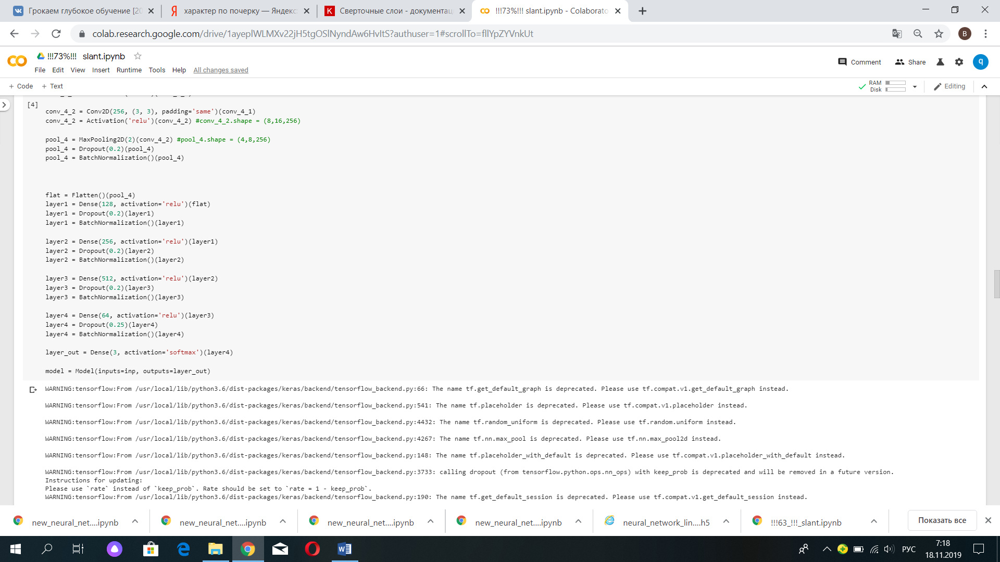 Грокаем глубокое обучение [20
характер по почерку — Яндекс
Сверточные слои - документац
!!!73%!!! slant.ipynb - Colaborato
colab.research.google.com/drive/1ayeplWLMXv22jH5tgOSlNyndAw6HvItS?authuser=1#scrollTo=fllYpZYVnkUt
B
!!!73%!!! slant.ipynb
File Edit View Insert Runtime Tools Help All changes saved
Comment
Share
q
+ Code + Text
RAM
Disk
Editing
[4]
conv_4_2 = Conv2D(256, (3, 3), padding='same')(conv_4_1)
conv_4_2 = Activation('relu')(conv_4_2) #conv_4_2.shape = (8,16,256)
pool_4 = MaxPooling2D(2)(conv_4_2) #pool_4.shape = (4,8,256)
pool_4 = Dropout(0.2)(pool_4)
pool_4 = BatchNormalization()(pool_4)
flat = Flatten()(pool_4)
layer1 = Dense(128, activation='relu')(flat)
layer1 = Dropout(0.2)(layer1)
layer1 = BatchNormalization()(layer1)
layer2 = Dense(256, activation='relu')(layer1)
layer2 = Dropout(0.2)(layer2)
layer2 = BatchNormalization()(layer2)
layer3 = Dense(512, activation='relu')(layer2)
layer3 = Dropout(0.2)(layer3)
layer3 = BatchNormalization()(layer3)
layer4 = Dense(64, activation='relu')(layer3)
layer4 = Dropout(0.25)(layer4)
layer4 = BatchNormalization()(layer4)
layer_out = Dense(3, activation='softmax')(layer4)
model = Model(inputs=inp, outputs=layer_out)
WARNING:tensorflow:From /usr/local/lib/python3.6/dist-packages/keras/backend/tensorflow_backend.py:66: The name tf.get_default_graph is deprecated. Please use tf.compat.v1.get_default_graph instead.
WARNING:tensorflow:From /usr/local/lib/python3.6/dist-packages/keras/backend/tensorflow_backend.py:541: The name tf.placeholder is deprecated. Please use tf.compat.v1.placeholder instead.
WARNING:tensorflow:From /usr/local/lib/python3.6/dist-packages/keras/backend/tensorflow_backend.py:4432: The name tf.random_uniform is deprecated. Please use tf.random.uniform instead.
WARNING:tensorflow:From /usr/local/lib/python3.6/dist-packages/keras/backend/tensorflow_backend.py:4267: The name tf.nn.max_pool is deprecated. Please use tf.nn.max_pool2d instead.
WARNING:tensorflow:From /usr/local/lib/python3.6/dist-packages/keras/backend/tensorflow_backend.py:148: The name tf.placeholder_with_default is deprecated. Please use tf.compat.v1.placeholder_with_default instead.
WARNING:tensorflow:From /usr/local/lib/python3.6/dist-packages/keras/backend/tensorflow_backend.py:3733: calling dropout (from tensorflow.python.ops.nn_ops) with keep_prob is deprecated and will be removed in a future version.
Instructions for updating:
Please use `rate` instead of `keep_prob`. Rate should be set to `rate = 1 - keep_prob`.
WARNING:tensorflow:From /usr/local/lib/python3.6/dist-packages/keras/backend/tensorflow_backend.py:190: The name tf.get_default_session is deprecated. Please use tf.compat.v1.get_default_session instead.
new_neural_net....ipynb
new_neural_net....ipynb
new_neural_net....ipynb
new_neural_net....ipynb
neural_network_lin....h5
!!!63_!!!_slant.ipynb
Показать все
РУС
7:18
18.11.2019